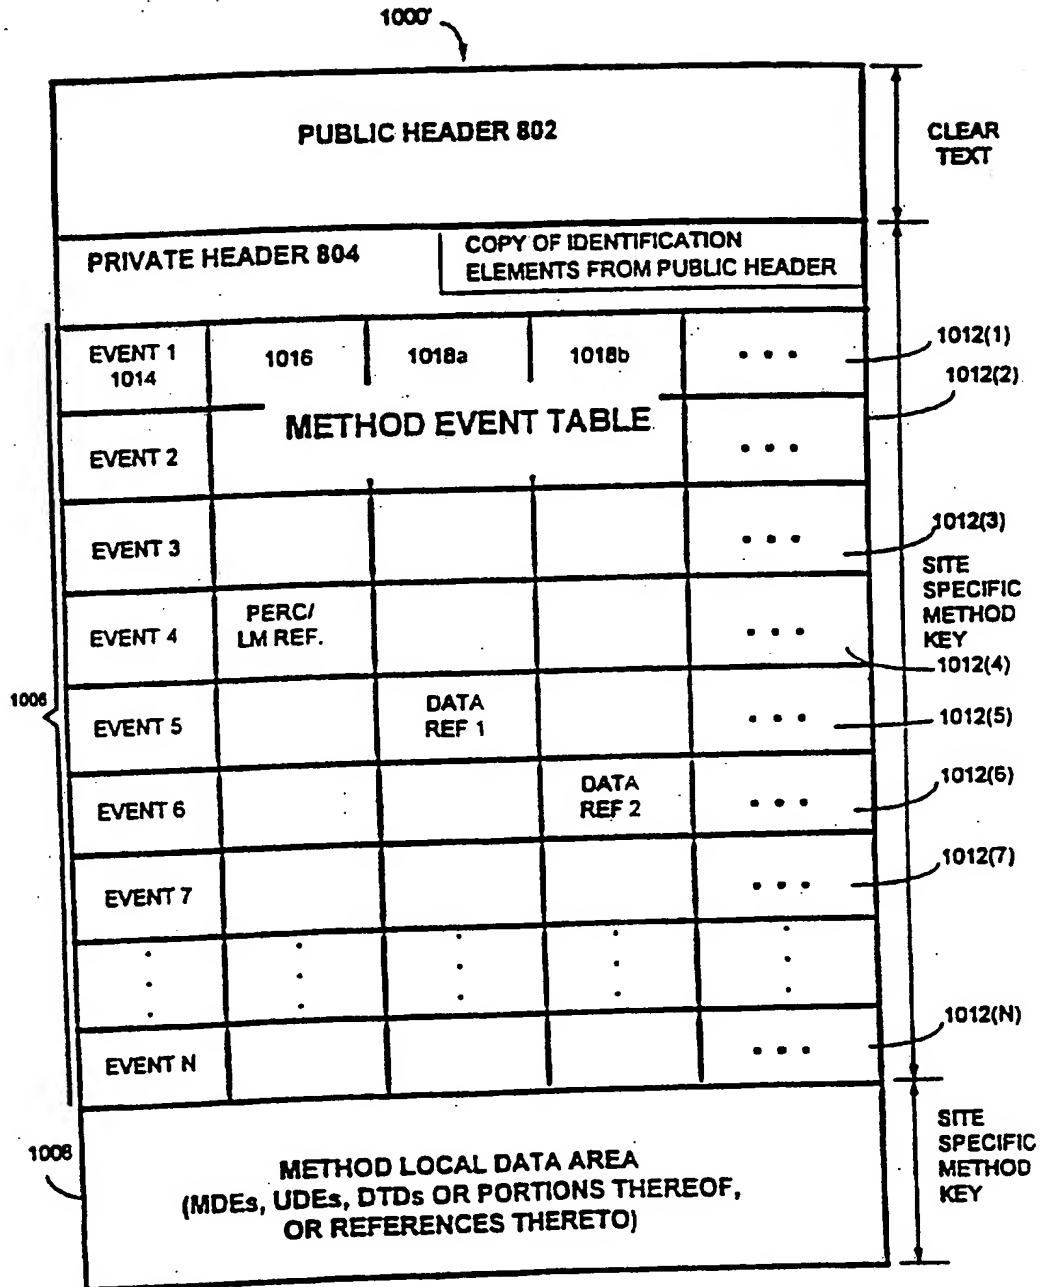 1000'
PUBLIC HEADER 802
CLEAR
TEXT
PRIVATE HEADER 804
COPY OF IDENTIFICATION
ELEMENTS FROM PUBLIC HEADER
EVENT 1
1014
1016
1018a
1018b
• • •
1012(1)
1012(2)
METHOD EVENT TABLE
EVENT 2
• • •
EVENT 3
• • •
1012(3)
SITE
SPECIFIC
METHOD
KEY
EVENT 4
PERC/
LM REF.
• • •
1012(4)
1006
EVENT 5
DATA
REF 1
• • •
1012(5)
EVENT 6
DATA
REF 2
• • •
1012(6)
EVENT 7
• • •
1012(7)
EVENT N
• • •
1012(N)
1008
METHOD LOCAL DATA AREA
(MDEs, UDEs, DTDs OR PORTIONS THEREOF,
OR REFERENCES THERETO)
SITE
SPECIFIC
METHOD
KEY